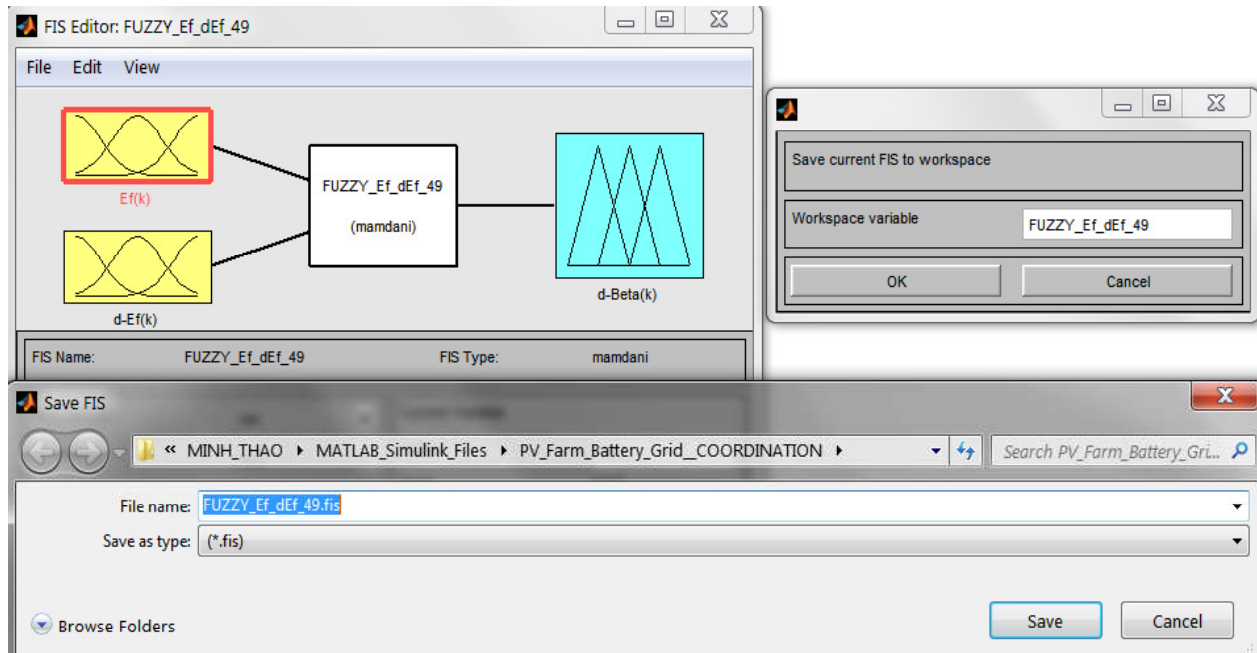 FIS Editor: FUZZY_Ef_dEf_49
File Edit View
Ef(k)
d-Ef(k)
FUZZY_Ef_dEf_49
(mamdani)
d-Beta(k)
FIS Name: FUZZY_Ef_dEf_49 FIS Type: mamdani
Save current FIS to workspace
Workspace variable FUZZY_Ef_dEf_49
OK Cancel
Save FIS
« MINH_THAO MATLAB_Simulink_Files PV_Farm_Battery_Grid__COORDINATION
Search PV_Farm_Battery_Gri...
File name: FUZZY_Ef_dEf_49.fis
Save as type: (*.fis)
Browse Folders
Save Cancel